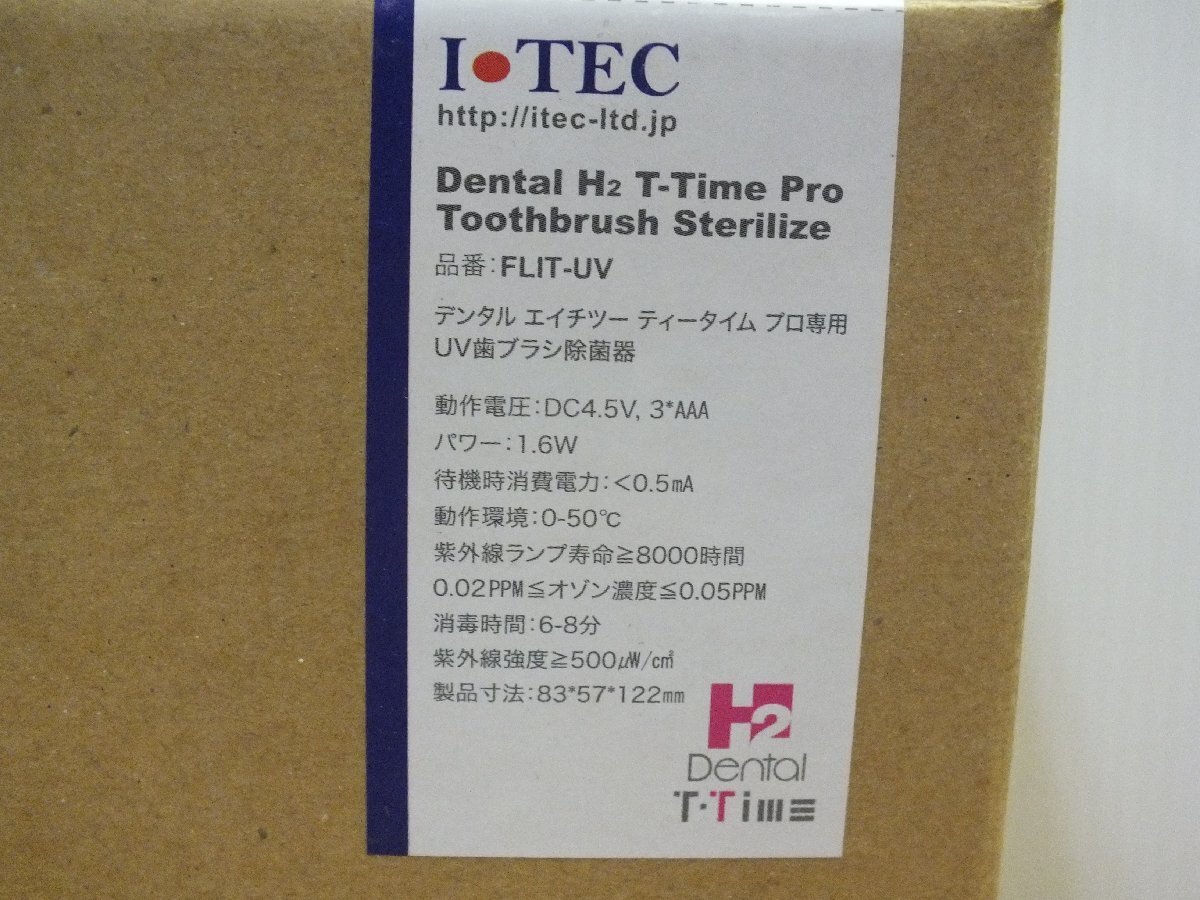 I•TEC
http://itec-ltd.jp
Dental H2 T-Time Pro
Toothbrush Sterilize
品番:FLIT-UV
デンタル エイチツー ティータイム プロ専用
UV歯ブラシ除菌器
動作電圧:DC4.5V, 3*AAA
パワー:1.6W
待機時消費電力:<0.5mA
動作環境:0-50℃
紫外線ランプ寿命≧8000時間
0.02PPM≦オゾン濃度≦0.05PPM
消毒時間:6-8分
紫外線強度≧500㎼/c㎡
製品寸法:83*57*122㎜
H2
Dental
T·Time